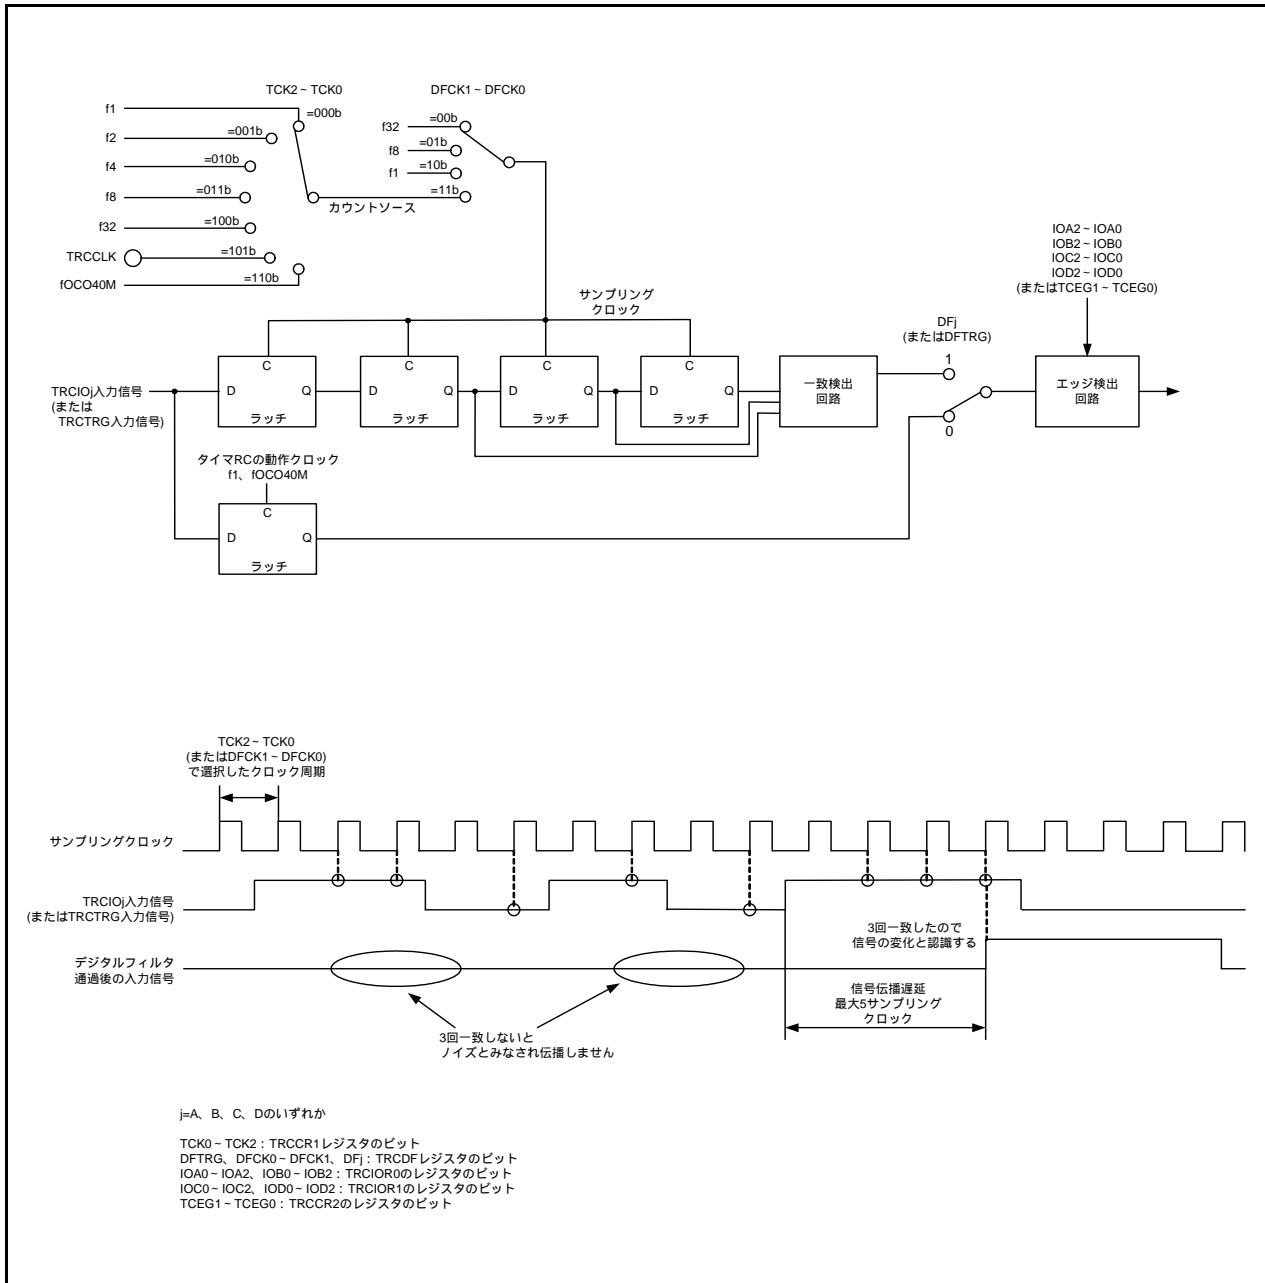 TCK2～TCK0
DFCK1～DFCK0
f1
=000b
f2
=001b
f4
=010b
f8
=011b
f32
=100b
TRCCLK
=101b
fOCO40M
=110b
カウントソース
f32
=00b
f8
=01b
f1
=10b
=11b
サンプリング
クロック
IOA2～IOA0
IOB2～IOB0
IOC2～IOC0
IOD2～IOD0
(またはTCEG1～TCEG0)
DFj
(またはDFTRG)
1
0
TRCIOj入力信号
(または
TRCTRG入力信号)
C
D
Q
ラッチ
C
D
Q
ラッチ
C
D
Q
ラッチ
C
D
Q
ラッチ
一致検出
回路
エッジ検出
回路
タイマRCの動作クロック
f1、fOCO40M
C
D
Q
ラッチ
TCK2～TCK0
(またはDFCK1～DFCK0)
で選択したクロック周期
サンプリングクロック
TRCIOj入力信号
(またはTRCTRG入力信号)
3回一致したので
信号の変化と認識する
デジタルフィルタ
通過後の入力信号
信号伝播遅延
最大5サンプリング
クロック
3回一致しないと
ノイズとみなされ伝播しません
j=A、B、C、Dのいずれか
TCK0～TCK2：TRCCR1レジスタのビット
DFTRG、DFCK0～DFCK1、DFj：TRCDFレジスタのビット
IOA0～IOA2、IOB0～IOB2：TRCIOR0のレジスタのビット
IOC0～IOC2、IOD0～IOD2：TRCIOR1のレジスタのビット
TCEG1～TCEG0：TRCCR2のレジスタのビット